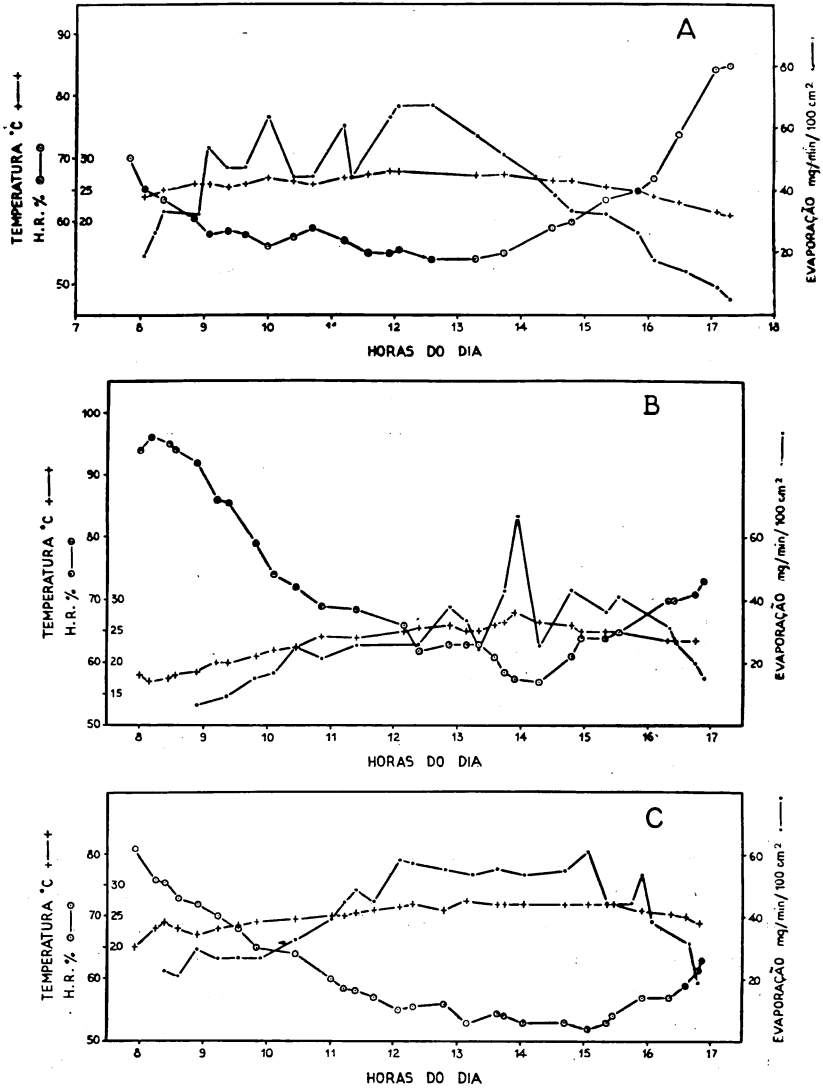 A
TEMPERATURA °C +—+
H.R. % o—o
90
80
70
60
50
30
25
20
80
60
40
20
EVAPORAÇÃO mg/min/100 cm² .—.
7 8 9 10 11 12 13 14 15 16 17 18
HORAS DO DIA
B
TEMPERATURA °C +—+
H.R. % o—o
100
90
80
70
60
50
30
25
20
15
60
40
20
EVAPORAÇÃO mg/min/100 cm² .—.
8 9 10 11 12 13 14 15 16 17
HORAS DO DIA
C
TEMPERATURA °C +—+
H.R. % o—o
80
70
60
50
30
25
20
60
40
20
EVAPORAÇÃO mg/min/100 cm² .—.
8 9 10 11 12 13 14 15 16 17
HORAS DO DIA